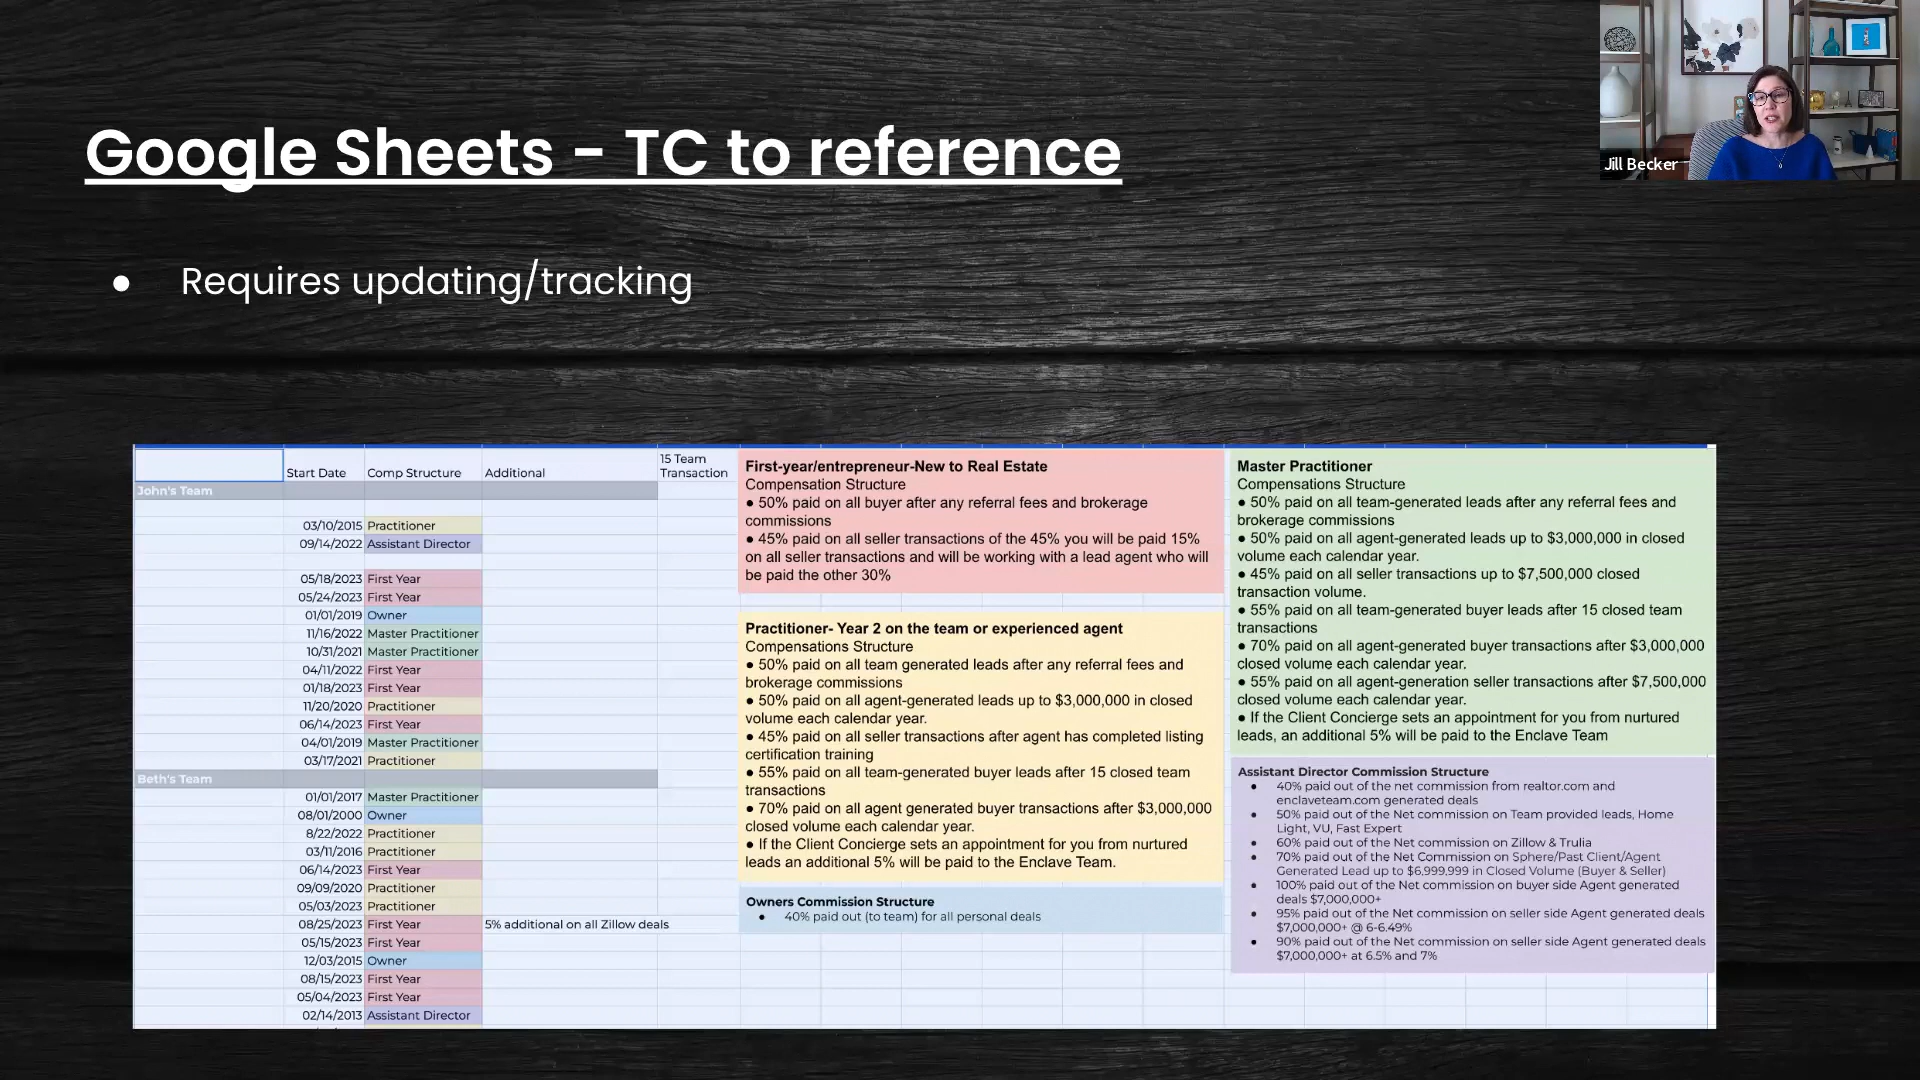 Jill Becker
Google Sheets - TC to reference
● Requires updating/tracking
Start Date Comp Structure Additional 15 Team
Transaction
John's Team
03/10/2015 Practitioner
09/14/2022 Assistant Director
05/18/2023 First Year
05/24/2023 First Year
01/01/2019 Owner
11/16/2022 Master Practitioner
10/31/2021 Master Practitioner
04/11/2022 First Year
01/18/2023 First Year
11/20/2020 Practitioner
06/14/2023 First Year
04/01/2019 Master Practitioner
03/17/2021 Practitioner
Beth's Team
01/01/2017 Master Practitioner
08/01/2000 Owner
8/22/2022 Practitioner
03/11/2016 Practitioner
06/14/2023 First Year
09/09/2020 Practitioner
05/03/2023 Practitioner
08/25/2023 First Year 5% additional on all Zillow deals
05/15/2023 First Year
12/03/2015 Owner
08/15/2023 First Year
05/04/2023 First Year
02/14/2013 Assistant Director
First-year/entrepreneur-New to Real Estate
Compensation Structure
● 50% paid on all buyer after any referral fees and brokerage
commissions
● 45% paid on all seller transactions of the 45% you will be paid 15%
on all seller transactions and will be working with a lead agent who will
be paid the other 30%
Practitioner- Year 2 on the team or experienced agent
Compensations Structure
● 50% paid on all team generated leads after any referral fees and
brokerage commissions
● 50% paid on all agent-generated leads up to $3,000,000 in closed
volume each calendar year.
● 45% paid on all seller transactions after agent has completed listing
certification training
● 55% paid on all team-generated buyer leads after 15 closed team
transactions
● 70% paid on all agent generated buyer transactions after $3,000,000
closed volume each calendar year.
● If the Client Concierge sets an appointment for you from nurtured
leads an additional 5% will be paid to the Enclave Team.
Owners Commission Structure
● 40% paid out (to team) for all personal deals
Master Practitioner
Compensations Structure
● 50% paid on all team-generated leads after any referral fees and
brokerage commissions
● 50% paid on all agent-generated leads up to $3,000,000 in closed
volume each calendar year.
● 45% paid on all seller transactions up to $7,500,000 closed
transaction volume.
● 55% paid on all team-generated buyer leads after 15 closed team
transactions
● 70% paid on all agent-generated buyer transactions after $3,000,000
closed volume each calendar year.
● 55% paid on all agent-generation seller transactions after $7,500,000
closed volume each calendar year.
● If the Client Concierge sets an appointment for you from nurtured
leads, an additional 5% will be paid to the Enclave Team
Assistant Director Commission Structure
● 40% paid out of the net commission from realtor.com and
enclaveteam.com generated deals
● 50% paid out of the Net commission on Team provided leads, Home
Light, VU, Fast Expert
● 60% paid out of the Net commission on Zillow & Trulia
● 70% paid out of the Net Commission on Sphere/Past Client/Agent
Generated Lead up to $6,999,999 in Closed Volume (Buyer & Seller)
● 100% paid out of the Net commission on buyer side Agent generated
deals $7,000,000+
● 95% paid out of the Net commission on seller side Agent generated deals
$7,000,000+ @ 6-6.49%
● 90% paid out of the Net commission on seller side Agent generated deals
$7,000,000+ at 6.5% and 7%